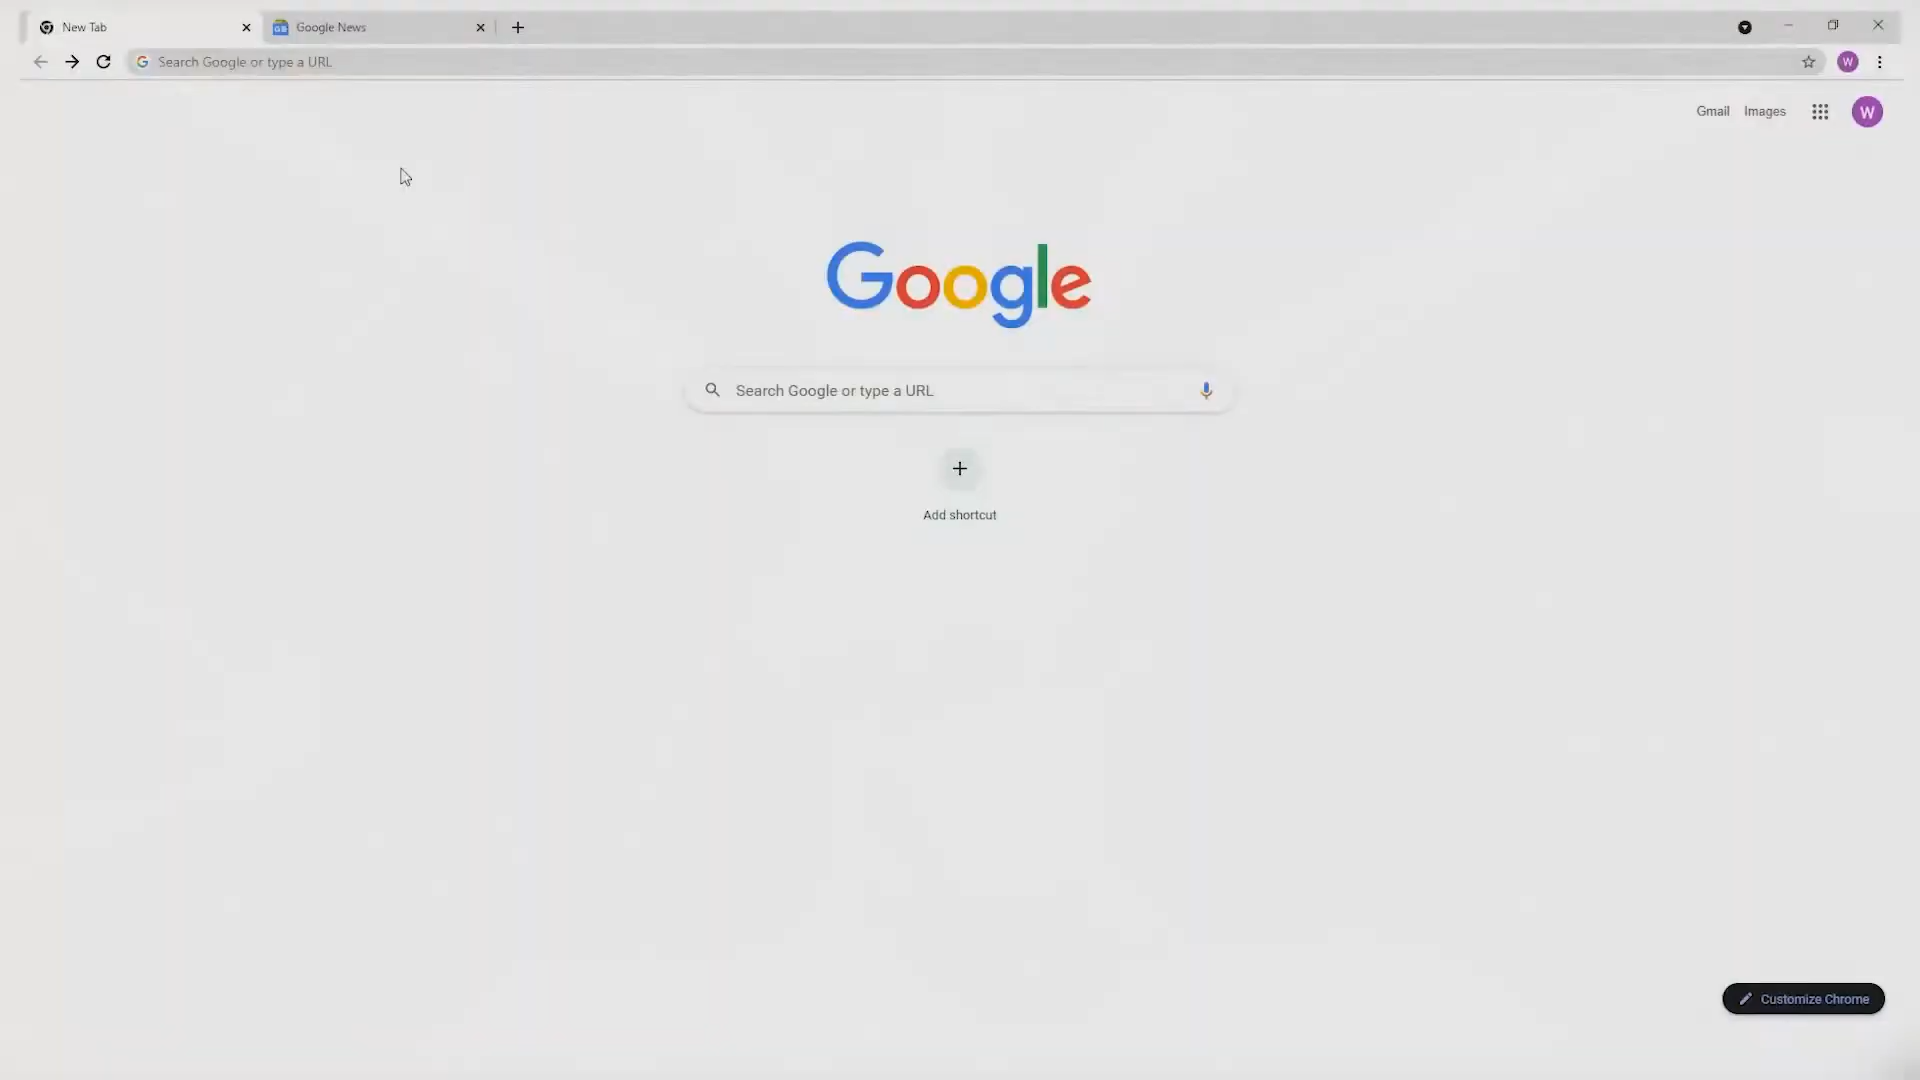 New Tab
Google News
Search Google or type a URL
W
Gmail Images W
Google
Search Google or type a URL
Add shortcut
Customize Chrome